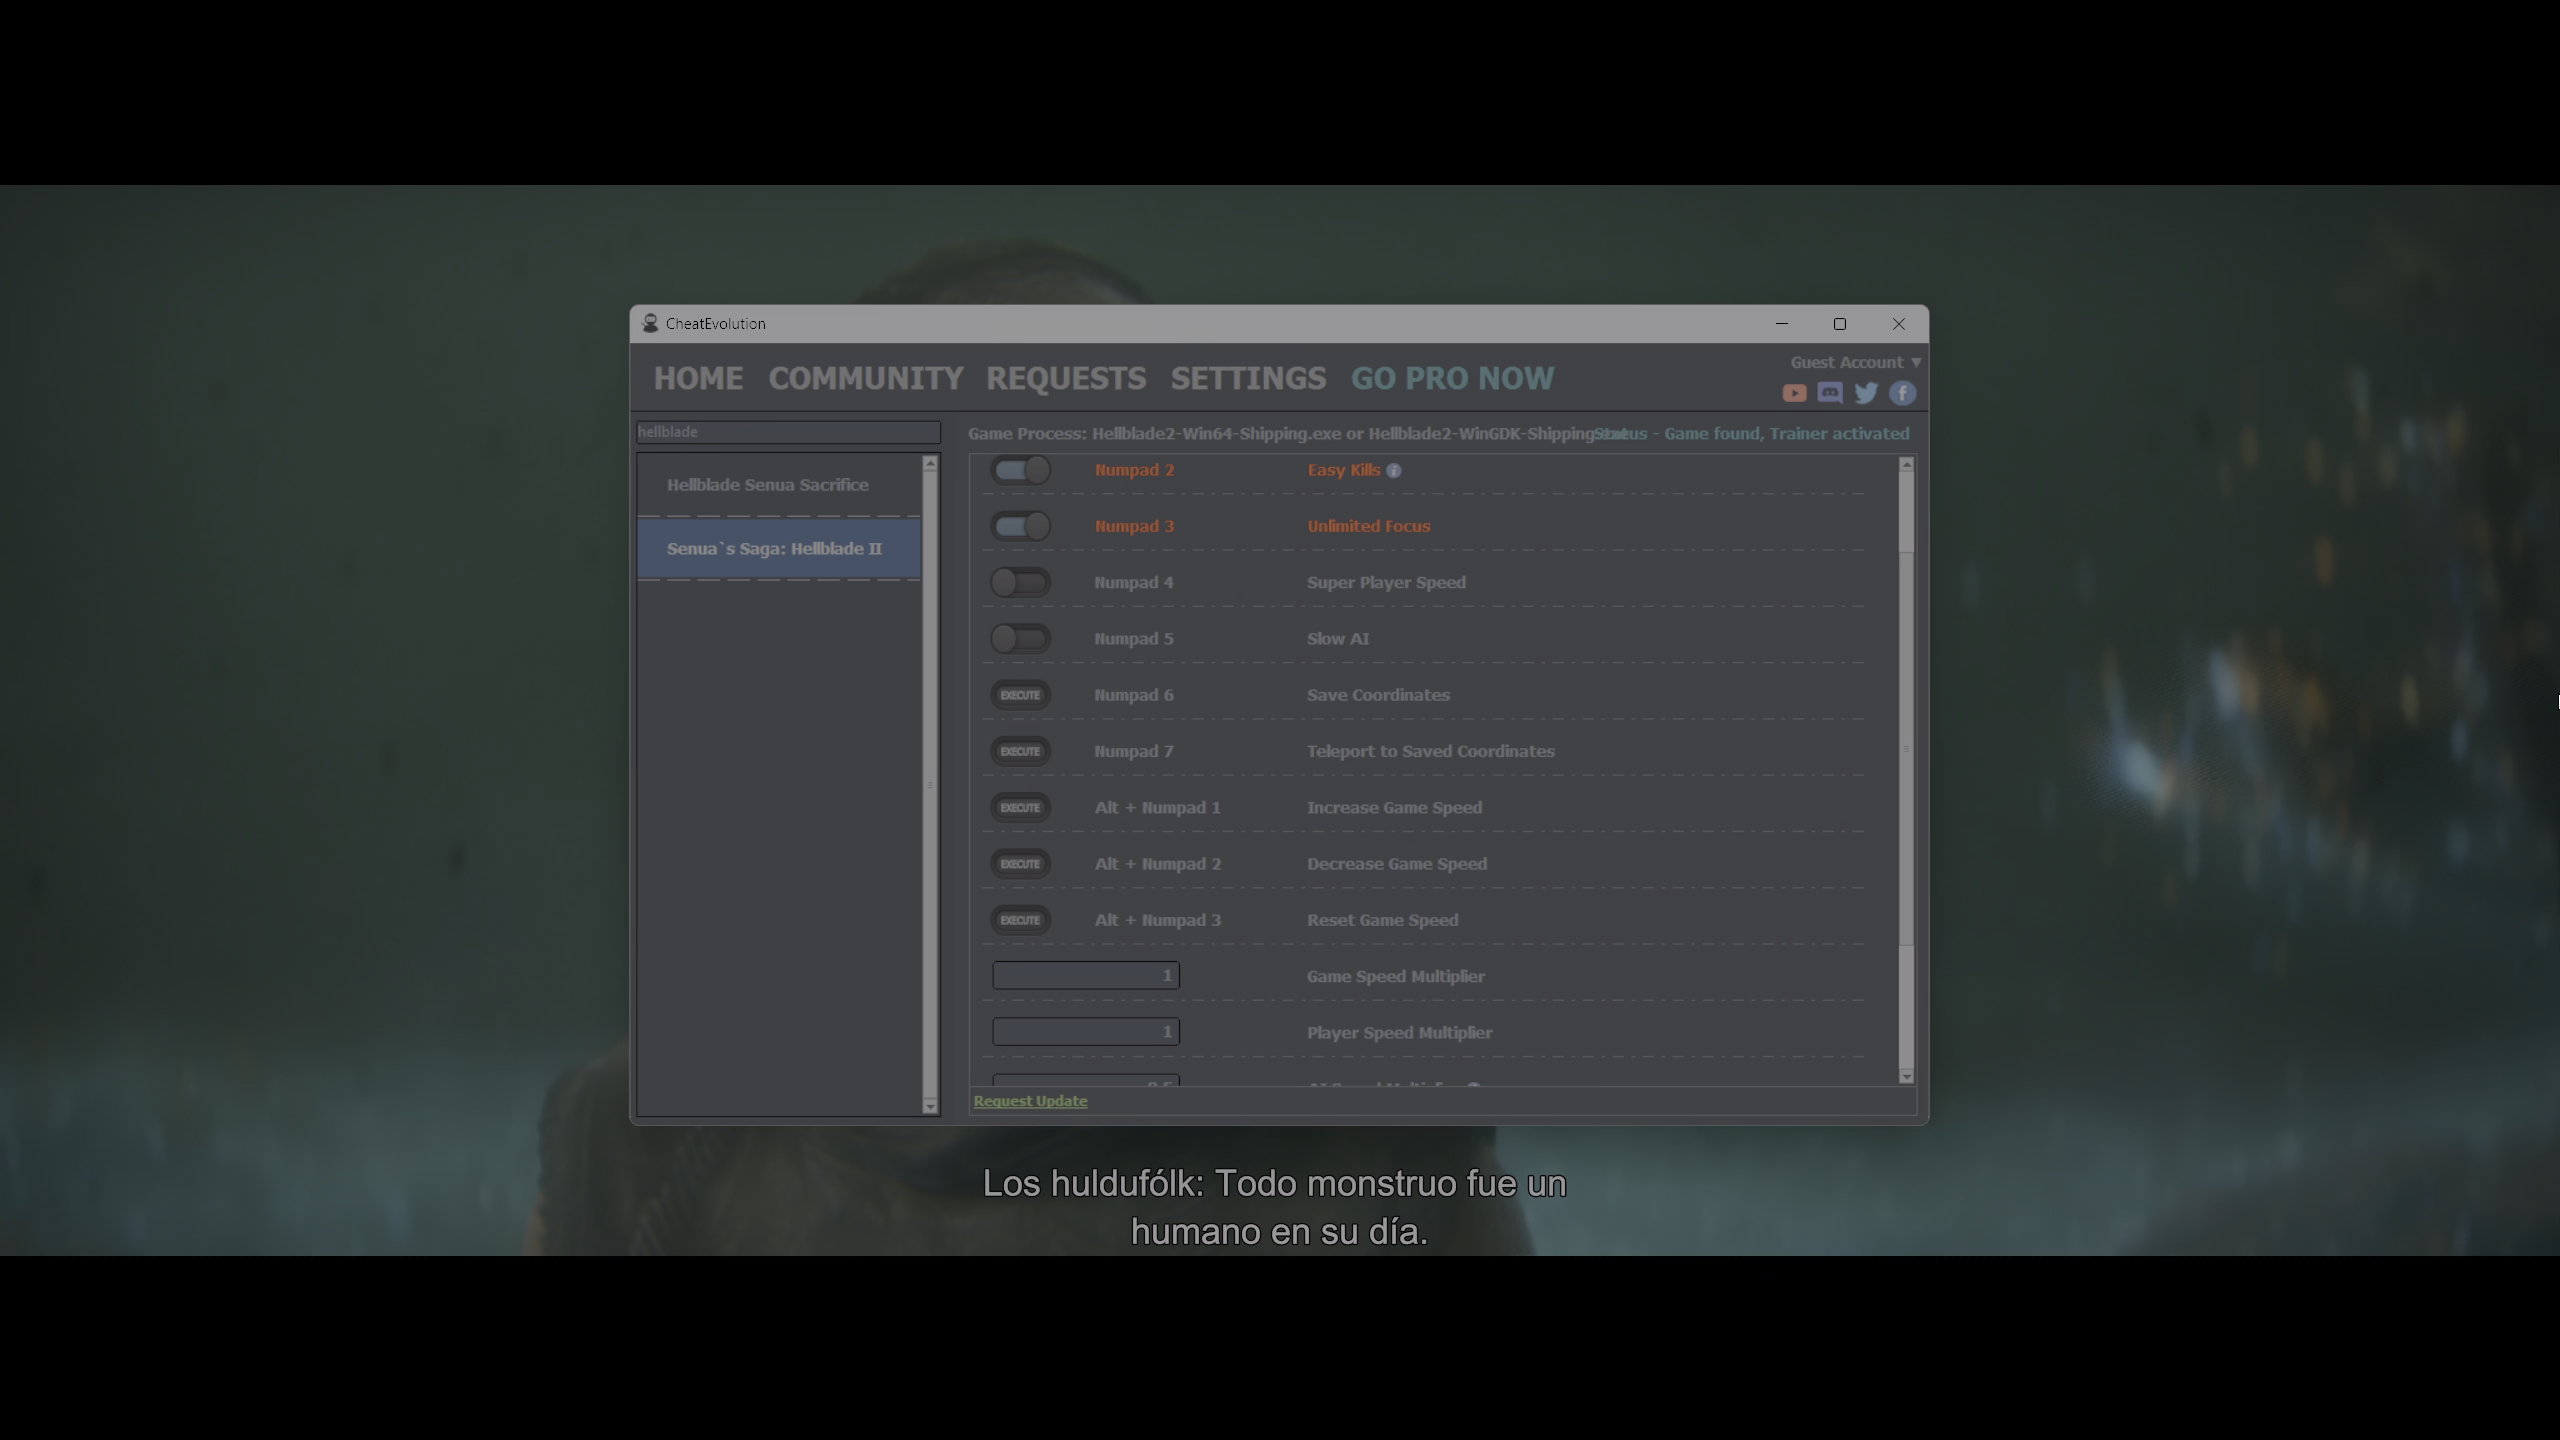 CheatEvolution
HOME COMMUNITY REQUESTS SETTINGS GO PRO NOW
Guest Account ▼
hellblade
Game Process: Hellblade2-Win64-Shipping.exe or Hellblade2-WinGDK-Shipping
Status - Game found, Trainer activated
Hellblade Senua Sacrifice
Senua`s Saga: Hellblade II
Numpad 2 Easy Kills
Numpad 3 Unlimited Focus
Numpad 4 Super Player Speed
Numpad 5 Slow AI
EXECUTE Numpad 6 Save Coordinates
EXECUTE Numpad 7 Teleport to Saved Coordinates
EXECUTE Alt + Numpad 1 Increase Game Speed
EXECUTE Alt + Numpad 2 Decrease Game Speed
EXECUTE Alt + Numpad 3 Reset Game Speed
1 Game Speed Multiplier
1 Player Speed Multiplier
Request Update
Los huldufólk: Todo monstruo fue un
humano en su día.